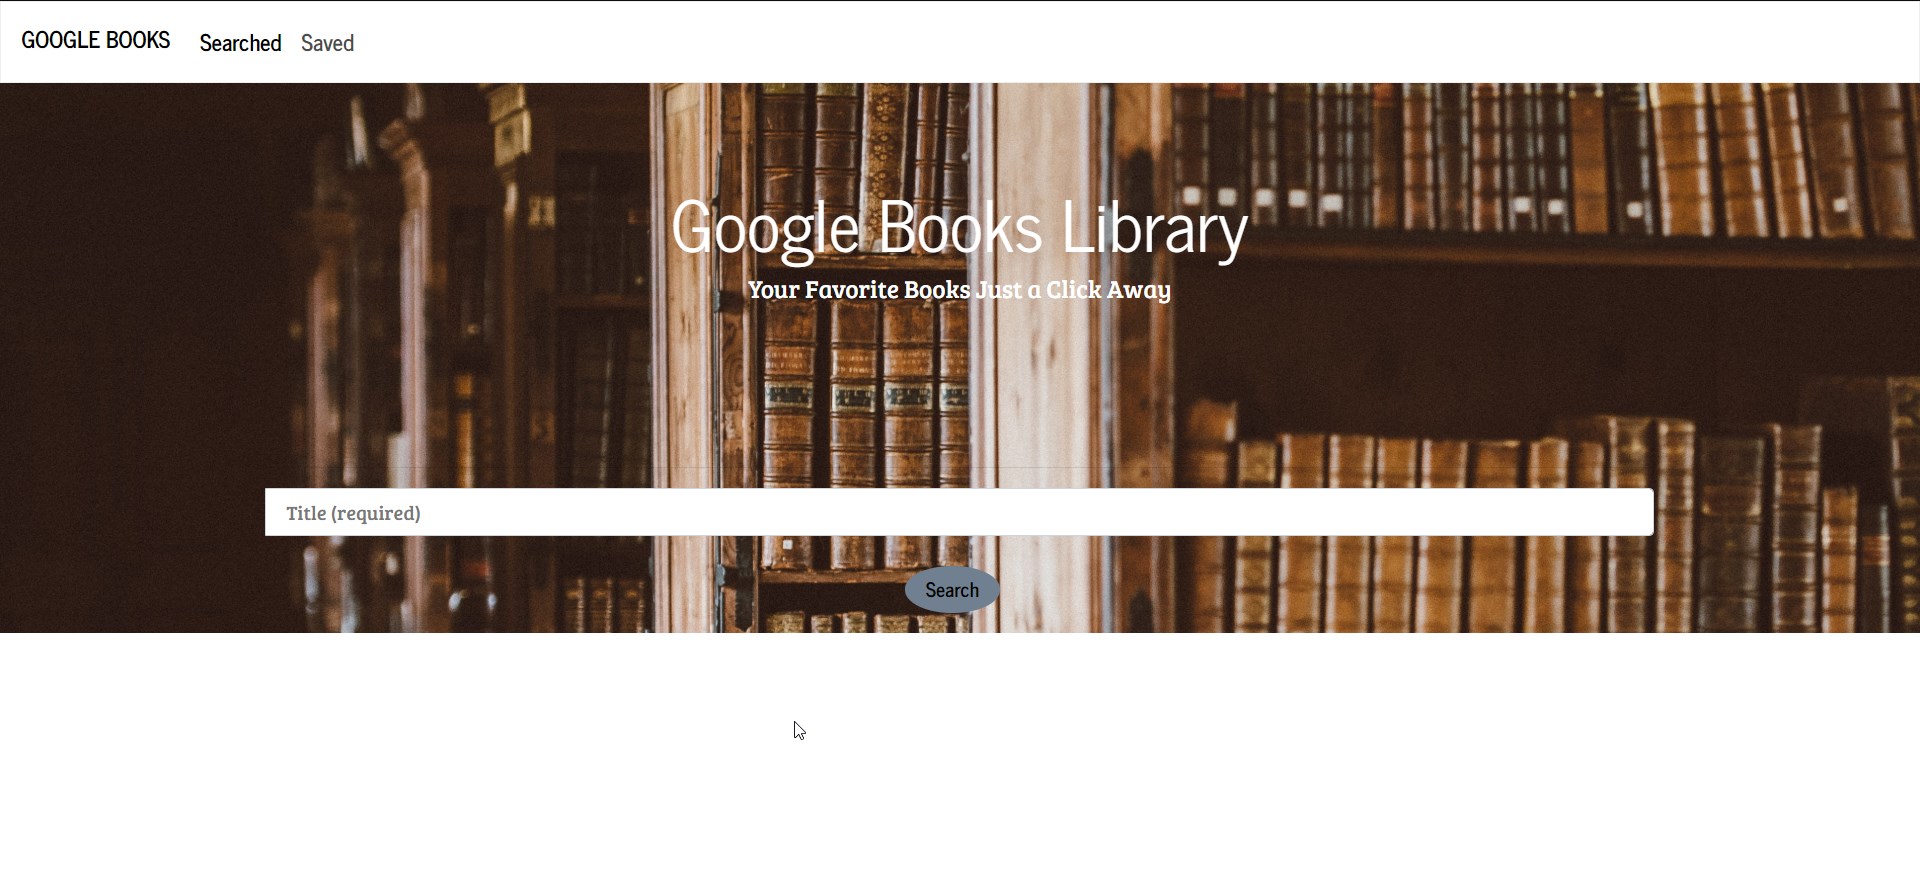 GOOGLE BOOKS Searched Saved
Google Books Library
Your Favorite Books Just a Click Away
Title (required)
Search